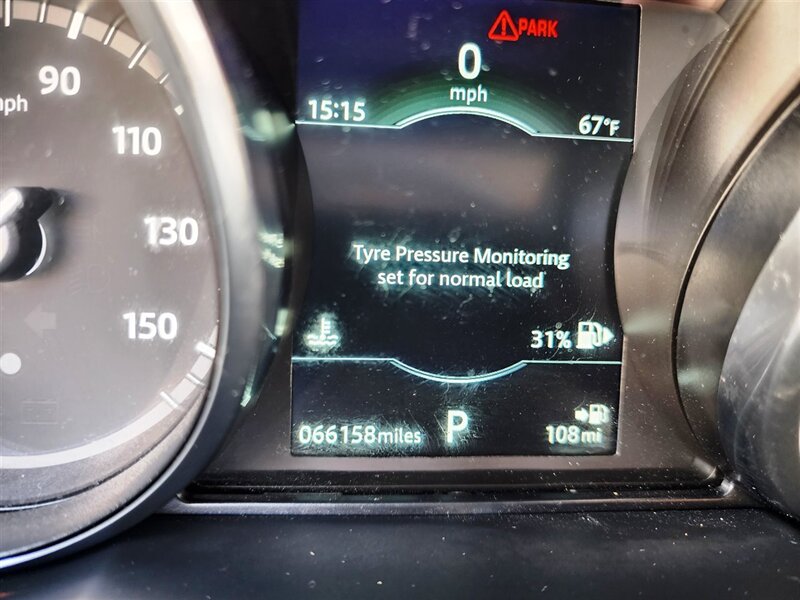 PARK
0
mph
15:15
67°F
Tyre Pressure Monitoring
set for normal load
31%
066158miles
P
108mi
90
mph
110
130
150